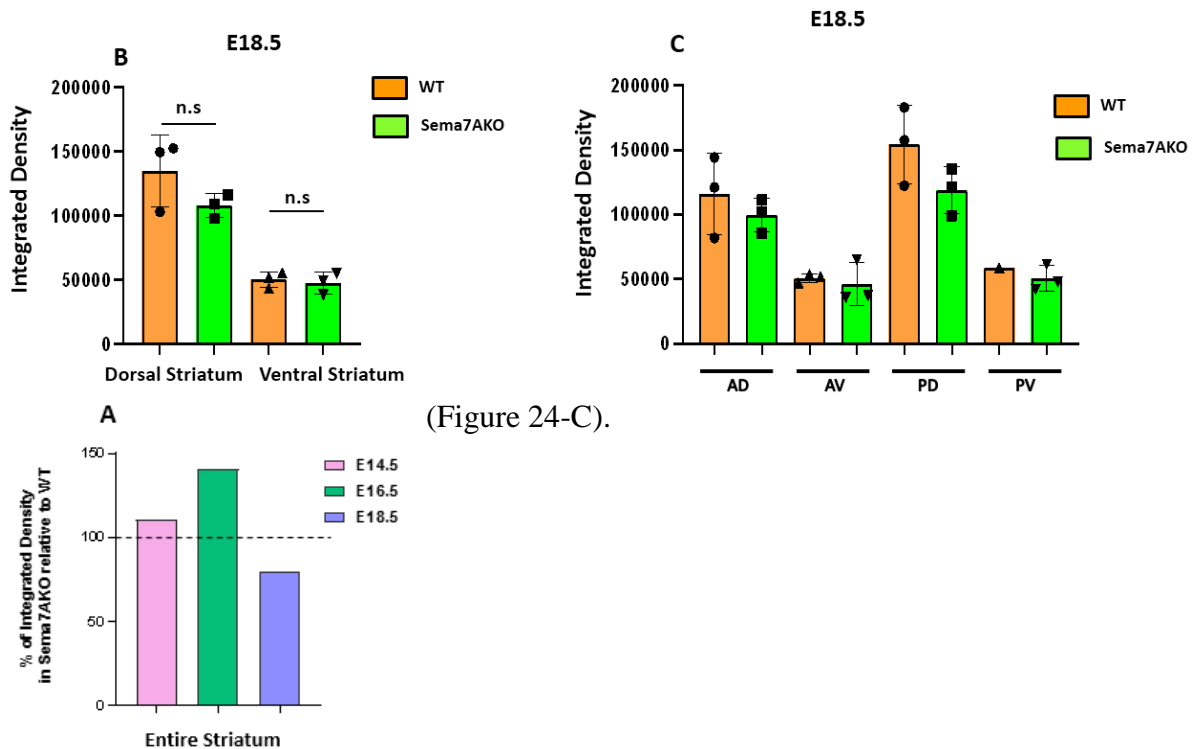 E18.5
B
200000
150000
100000
50000
0
Integrated Density
n.s
n.s
WT
Sema7AKO
Dorsal Striatum Ventral Striatum
E18.5
C
200000
150000
100000
50000
0
Integrated Density
WT
Sema7AKO
AD AV PD PV
(Figure 24-C).
A
150
100
50
0
% of Integrated Density
in Sema7AKO relative to WT
E14.5
E16.5
E18.5
Entire Striatum